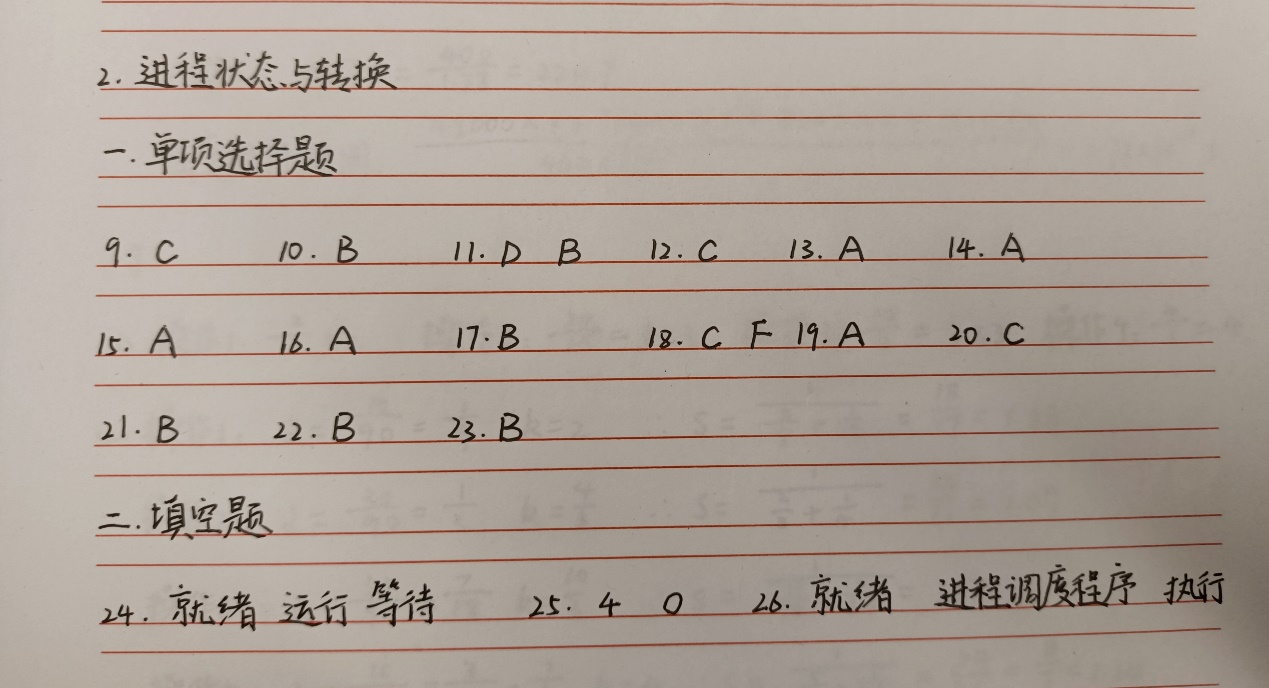 2. 进程状态与转换
一. 单项选择题
9. C 10. B 11. D B 12. C 13. A 14. A
15. A 16. A 17. B 18. C F 19. A 20. C
21. B 22. B 23. B
二. 填空题
24. 就绪 运行 等待 25. 4 0 26. 就绪 进程调度程序 执行